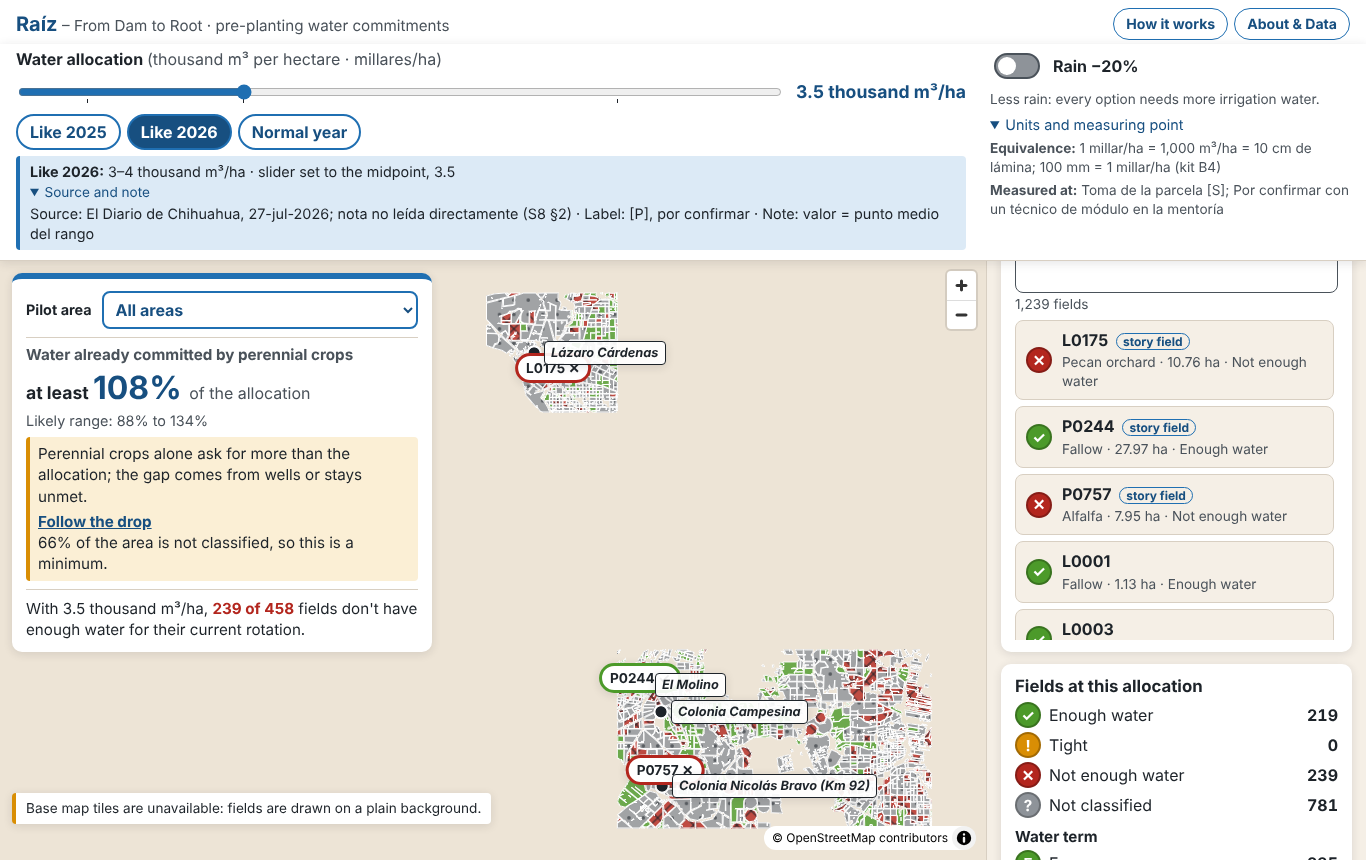 Raíz – From Dam to Root · pre-planting water commitments
How it works
About & Data
Water allocation (thousand m³ per hectare · millares/ha)
3.5 thousand m³/ha
Like 2025
Like 2026
Normal year
Like 2026: 3–4 thousand m³/ha · slider set to the midpoint, 3.5
▼ Source and note
Source: El Diario de Chihuahua, 27-jul-2026; nota no leída directamente (S8 §2) · Label: [P], por confirmar · Note: valor = punto medio
del rango
Rain −20%
Less rain: every option needs more irrigation water.
▼ Units and measuring point
Equivalence: 1 millar/ha = 1,000 m³/ha = 10 cm de
lámina; 100 mm = 1 millar/ha (kit B4)
Measured at: Toma de la parcela [S]; Por confirmar con
un técnico de módulo en la mentoría
Pilot area
All areas
Water already committed by perennial crops
at least 108% of the allocation
Likely range: 88% to 134%
Perennial crops alone ask for more than the
allocation; the gap comes from wells or stays
unmet.
Follow the drop
66% of the area is not classified, so this is a
minimum.
With 3.5 thousand m³/ha, 239 of 458 fields don't have
enough water for their current rotation.
Base map tiles are unavailable: fields are drawn on a plain background.
+
−
Lázaro Cárdenas
L0175 ✕
P0244
El Molino
Colonia Campesina
P0757 ✕
Colonia Nicolás Bravo (Km 92)
© OpenStreetMap contributors
1,239 fields
L0175 story field
Pecan orchard · 10.76 ha · Not enough
water
P0244 story field
Fallow · 27.97 ha · Enough water
P0757 story field
Alfalfa · 7.95 ha · Not enough water
L0001
Fallow · 1.13 ha · Enough water
L0003
Fields at this allocation
Enough water 219
! Tight 0
Not enough water 239
? Not classified 781
Water term